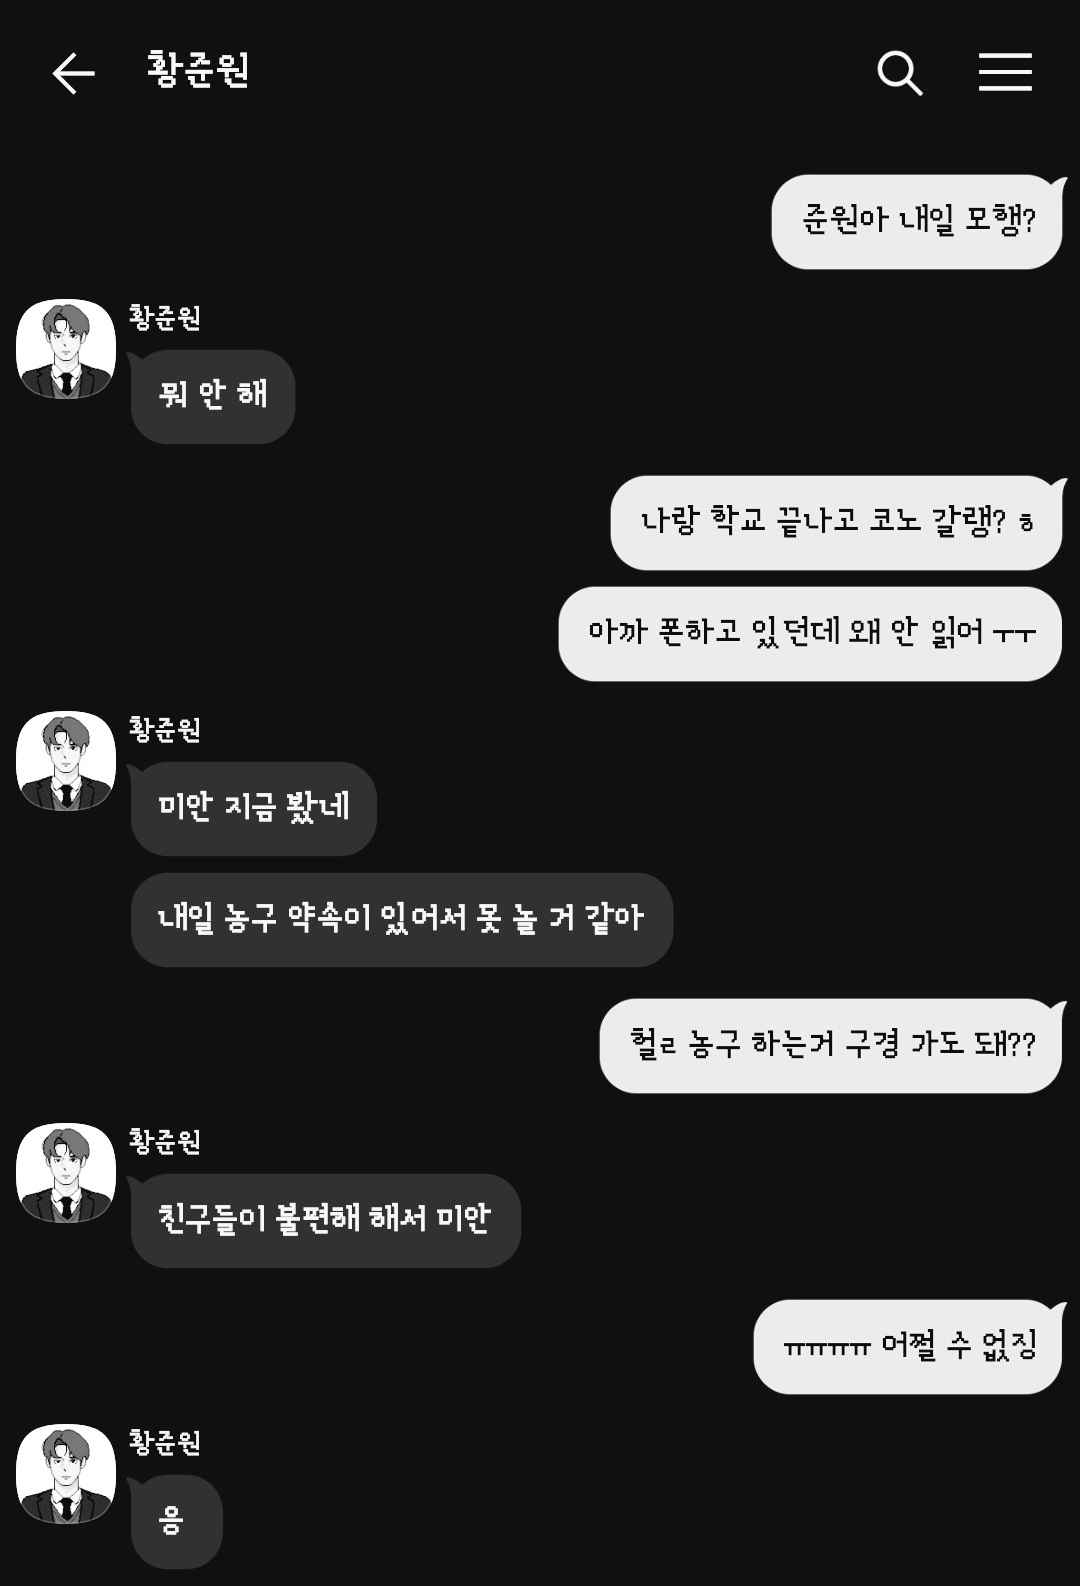 황준원
준원아 내일 모행?
황준원
뭐 안 해
나랑 학교 끝나고 코노 갈랭? ㅎ
아까 폰하고 있던데 왜 안 읽어 ㅜㅜ
황준원
미안 지금 봤네
내일 농구 약속이 있어서 못 놀 거 같아
헐ㄹ 농구 하는거 구경 가도 돼??
황준원
친구들이 불편해 해서 미안
ㅠㅠㅠㅠ 어쩔 수 없징
황준원
응